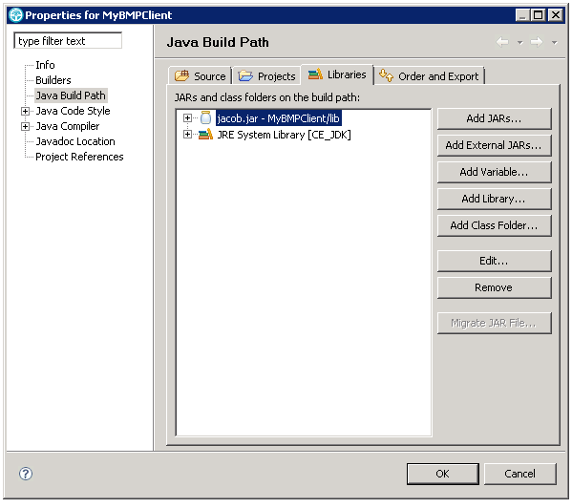 Properties for MyBMPClient
type filter text
Info
Builders
Java Build Path
Java Code Style
Java Compiler
Javadoc Location
Project References
Java Build Path
Source Projects Libraries Order and Export
JARs and class folders on the build path:
jacob.jar - MyBMPClient/lib
JRE System Library [CE_JDK]
Add JARs...
Add External JARs...
Add Variable...
Add Library...
Add Class Folder...
Edit...
Remove
Migrate JAR File...
?
OK Cancel